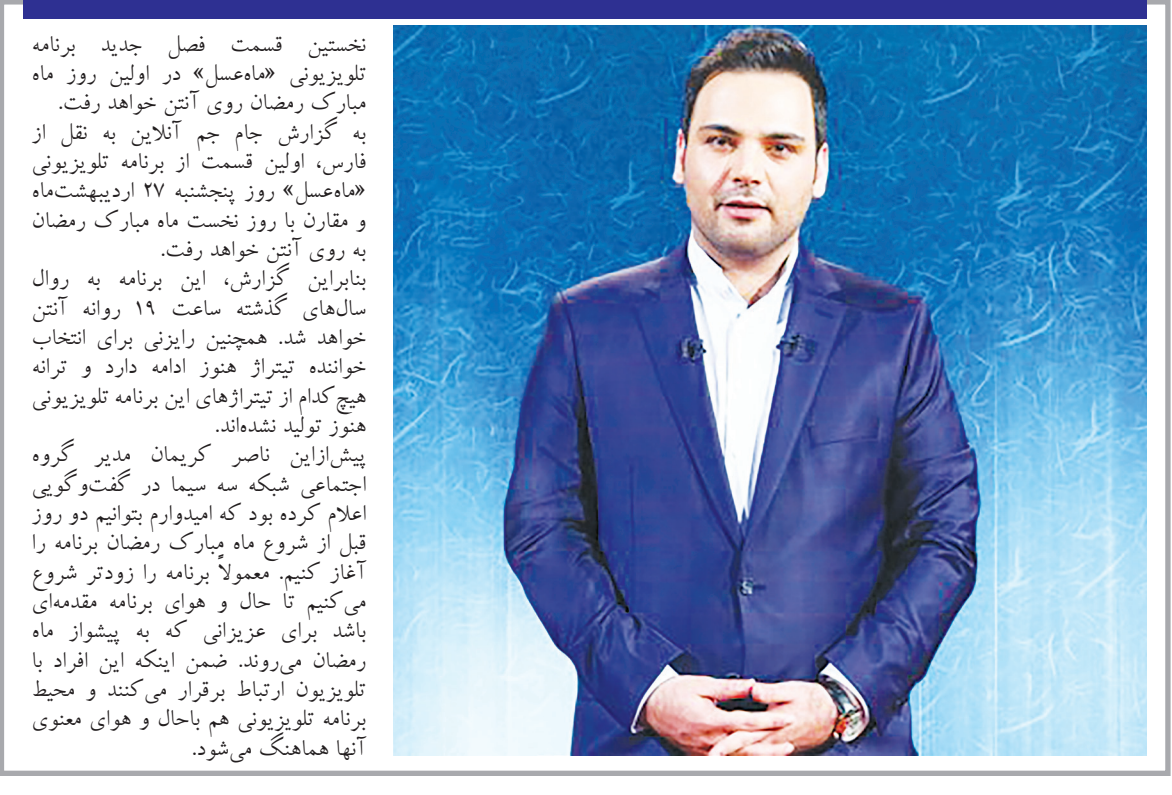 نخستین قسمت فصل جدید برنامه
تلویزیونی «ماه‌عسل» در اولین روز ماه
مبارک رمضان روی آنتن خواهد رفت.
به گزارش جام جم آنلاین به نقل از
فارس، اولین قسمت از برنامه تلویزیونی
«ماه‌عسل» روز پنجشنبه ۲۷ اردیبهشت‌ماه
و مقارن با روز نخست ماه مبارک رمضان
به روی آنتن خواهد رفت.
بنابراین گزارش، این برنامه به روال
سال‌های گذشته ساعت ۱۹ روانه آنتن
خواهد شد. همچنین رایزنی برای انتخاب
خواننده تیتراژ هنوز ادامه دارد و ترانه
هیچ کدام از تیتراژهای این برنامه تلویزیونی
هنوز تولید نشده‌اند.
پیش‌ازاین ناصر کریمان مدیر گروه
اجتماعی شبکه سه سیما در گفت‌وگویی
اعلام کرده بود که امیدوارم بتوانیم دو روز
قبل از شروع ماه مبارک رمضان برنامه را
آغاز کنیم. معمولاً برنامه را زودتر شروع
می‌کنیم تا حال و هوای برنامه مقدمه‌ای
باشد برای عزیزانی که به پیشواز ماه
رمضان می‌روند. ضمن اینکه این افراد با
تلویزیون ارتباط برقرار می‌کنند و محیط
برنامه تلویزیونی هم باحال و هوای معنوی
آنها هماهنگ می‌شود.